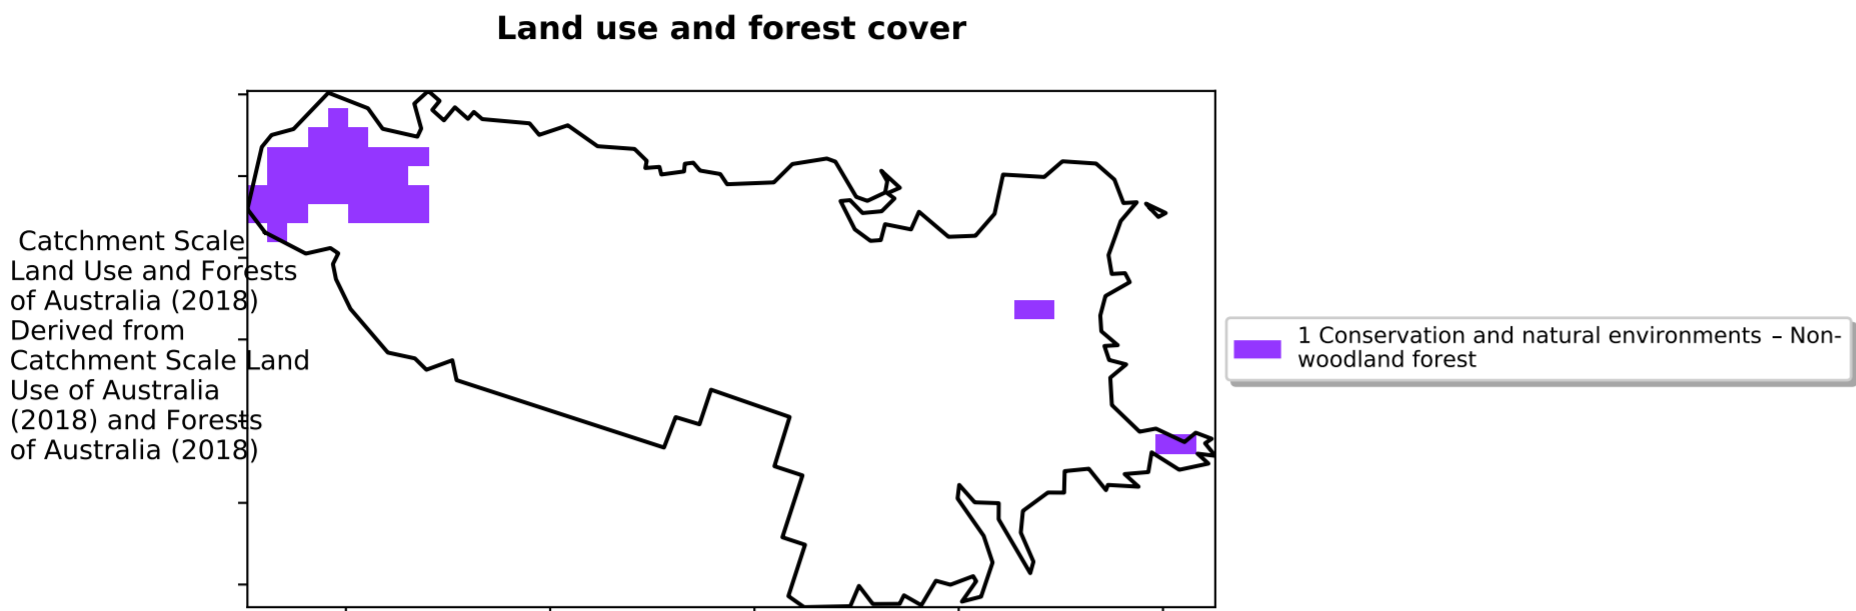 Land use and forest cover
Catchment Scale
Land Use and Forests
of Australia (2018)
Derived from
Catchment Scale Land
Use of Australia
(2018) and Forests
of Australia (2018)
1 Conservation and natural environments – Non-
woodland forest